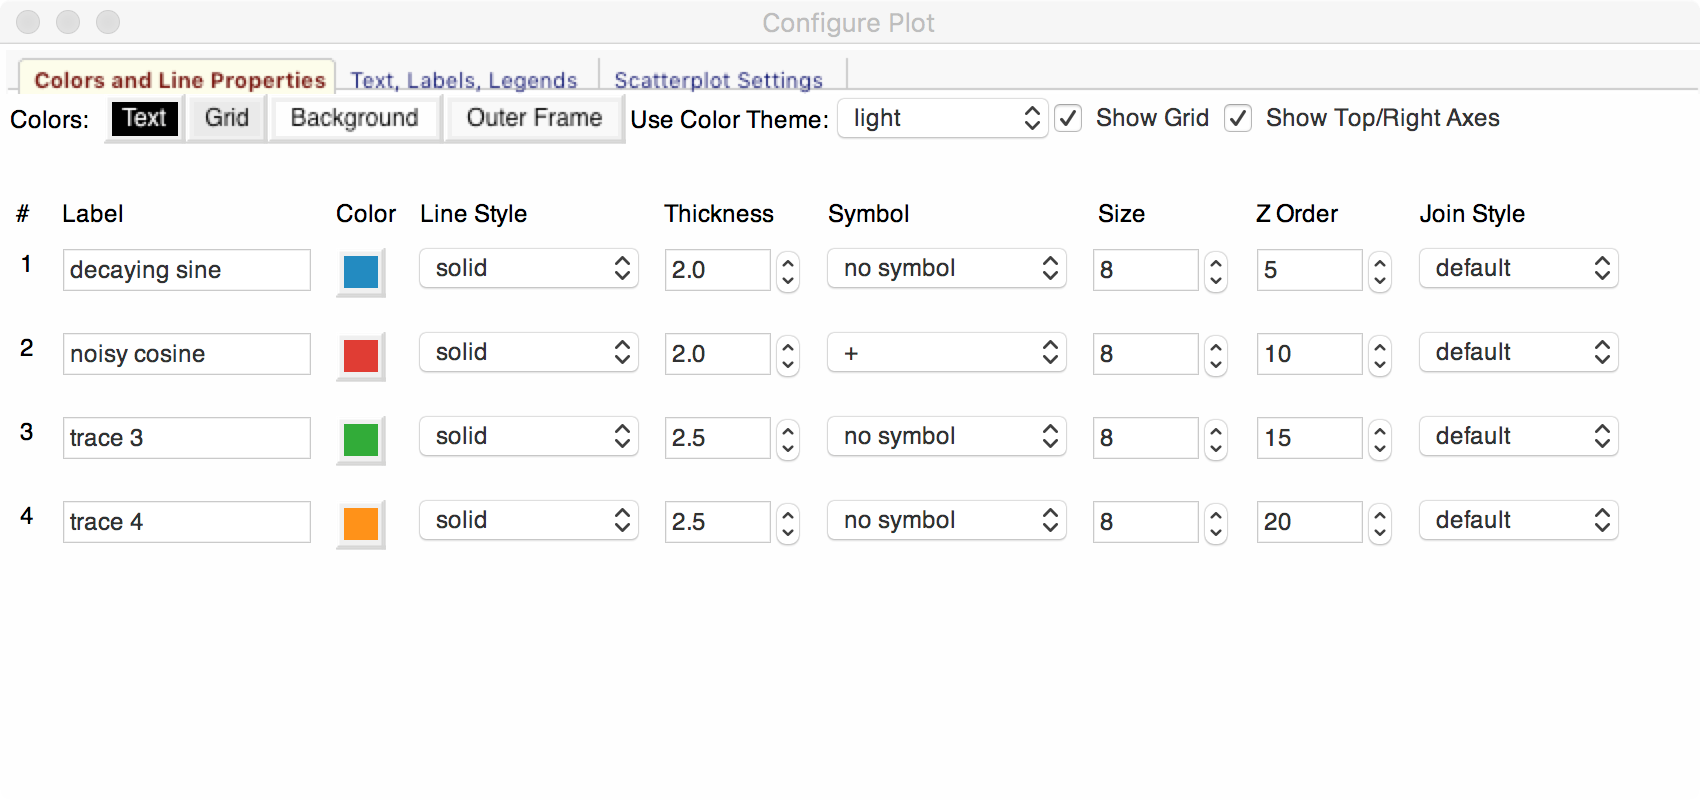 Configure Plot
Colors and Line Properties Text, Labels, Legends Scatterplot Settings
Colors: Text Grid Background Outer Frame Use Color Theme: light Show Grid Show Top/Right Axes
# Label Color Line Style Thickness Symbol Size Z Order Join Style
1 decaying sine solid 2.0 no symbol 8 5 default
2 noisy cosine solid 2.0 + 8 10 default
3 trace 3 solid 2.5 no symbol 8 15 default
4 trace 4 solid 2.5 no symbol 8 20 default